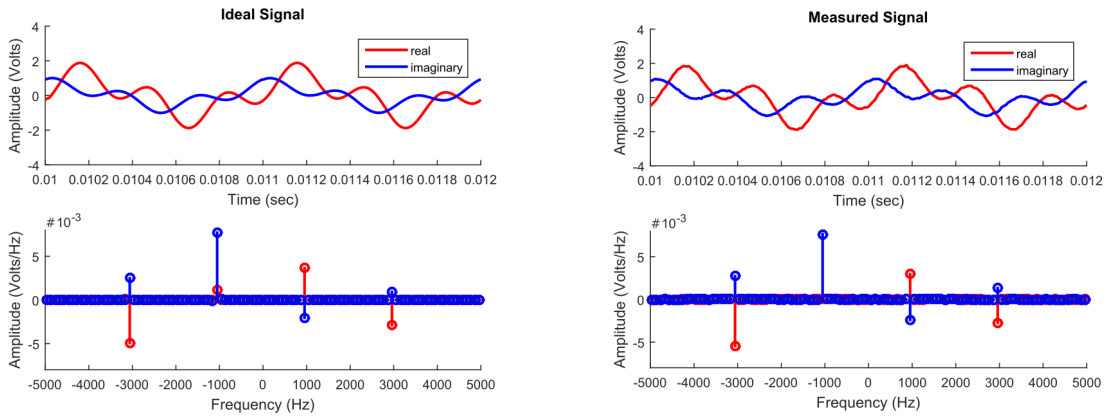 Ideal Signal
4
2
0
-2
-4
Amplitude (Volts)
real
imaginary
0.01 0.0102 0.0104 0.0106 0.0108 0.011 0.0112 0.0114 0.0116 0.0118 0.012
Time (sec)
#10-3
5
0
-5
Amplitude (Volts/Hz)
-5000 -4000 -3000 -2000 -1000 0 1000 2000 3000 4000 5000
Frequency (Hz)
Measured Signal
4
2
0
-2
-4
Amplitude (Volts)
real
imaginary
0.01 0.0102 0.0104 0.0106 0.0108 0.011 0.0112 0.0114 0.0116 0.0118 0.012
Time (sec)
#10-3
5
0
-5
Amplitude (Volts/Hz)
-5000 -4000 -3000 -2000 -1000 0 1000 2000 3000 4000 5000
Frequency (Hz)